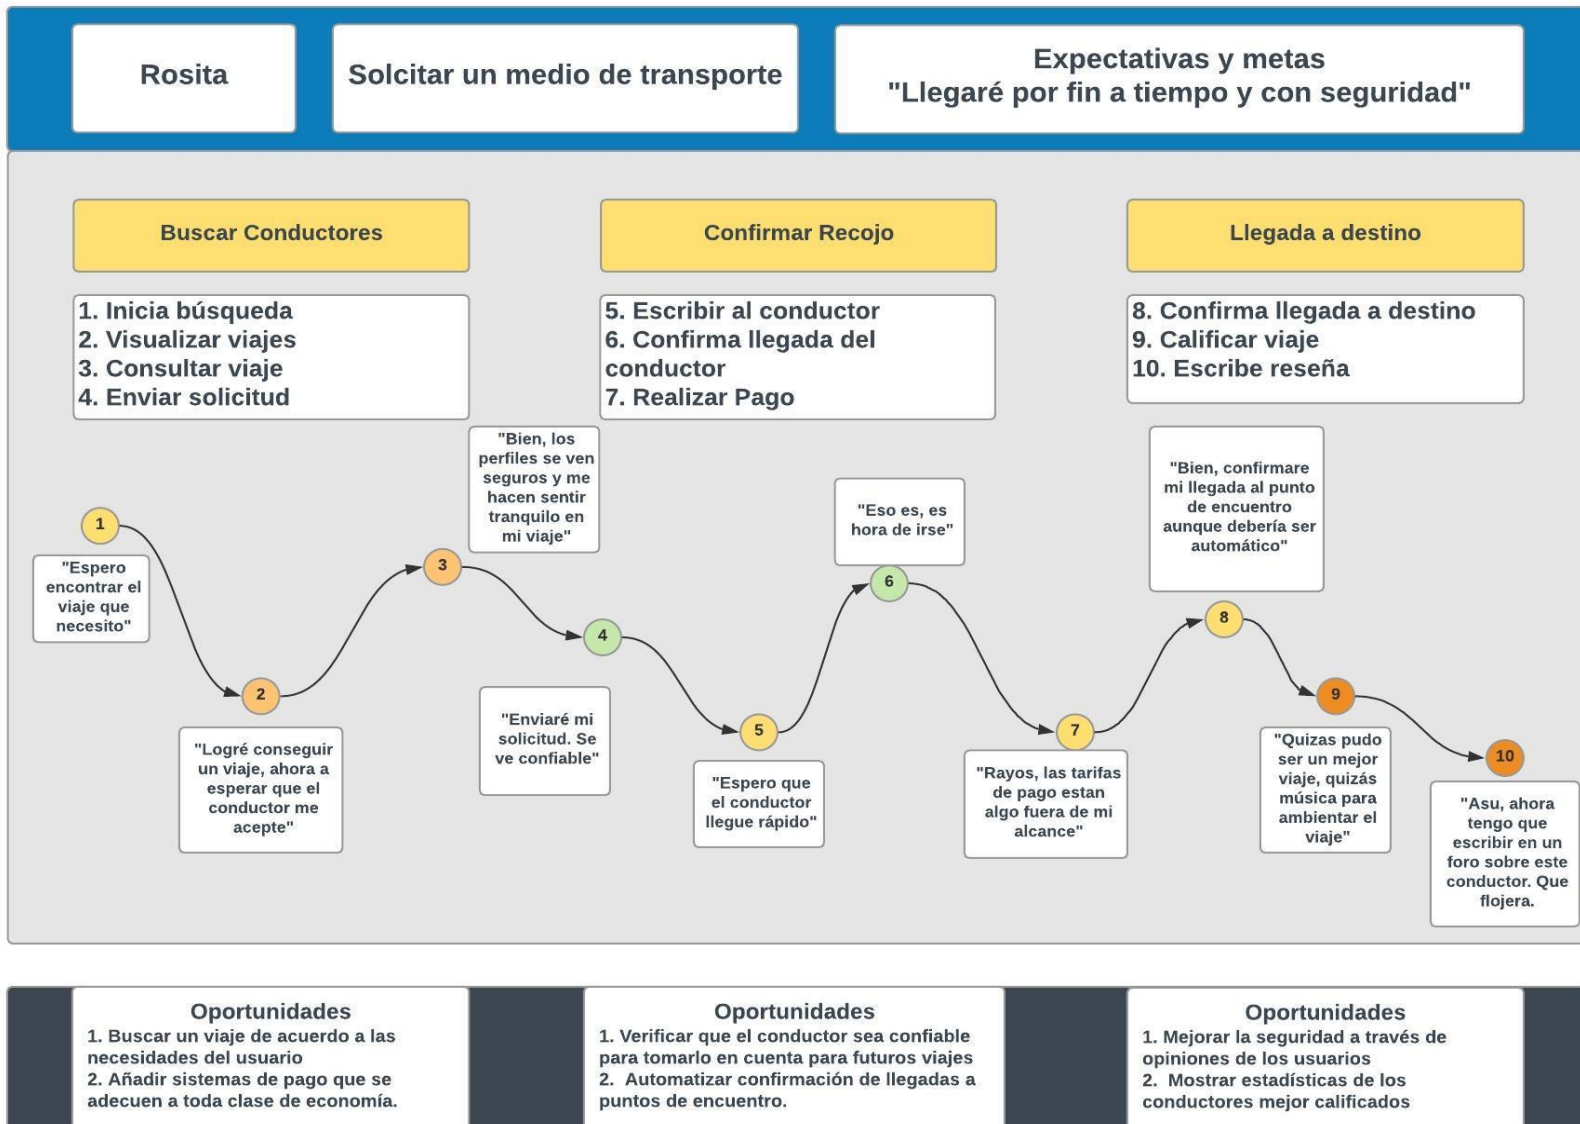 Rosita
Solcitar un medio de transporte
Expectativas y metas
"Llegaré por fin a tiempo y con seguridad"
Buscar Conductores
Confirmar Recojo
Llegada a destino
1. Inicia búsqueda
2. Visualizar viajes
3. Consultar viaje
4. Enviar solicitud
5. Escribir al conductor
6. Confirma llegada del
conductor
7. Realizar Pago
8. Confirma llegada a destino
9. Calificar viaje
10. Escribe reseña
1
"Espero
encontrar el
viaje que
necesito"
2
"Logré conseguir
un viaje, ahora a
esperar que el
conductor me
acepte"
3
"Bien, los
perfiles se ven
seguros y me
hacen sentir
tranquilo en
mi viaje"
4
"Enviaré mi
solicitud. Se
ve confiable"
5
"Espero que
el conductor
llegue rápido"
6
"Eso es, es
hora de irse"
7
"Rayos, las tarifas
de pago estan
algo fuera de mi
alcance"
8
"Bien, confirmare
mi llegada al punto
de encuentro
aunque debería ser
automático"
9
"Quizas pudo
ser un mejor
viaje, quizás
música para
ambientar el
viaje"
10
"Asu, ahora
tengo que
escribir en un
foro sobre este
conductor. Que
flojera.
Oportunidades
1. Buscar un viaje de acuerdo a las
necesidades del usuario
2. Añadir sistemas de pago que se
adecuen a toda clase de economía.
Oportunidades
1. Verificar que el conductor sea confiable
para tomarlo en cuenta para futuros viajes
2. Automatizar confirmación de llegadas a
puntos de encuentro.
Oportunidades
1. Mejorar la seguridad a través de
opiniones de los usuarios
2. Mostrar estadísticas de los
conductores mejor calificados